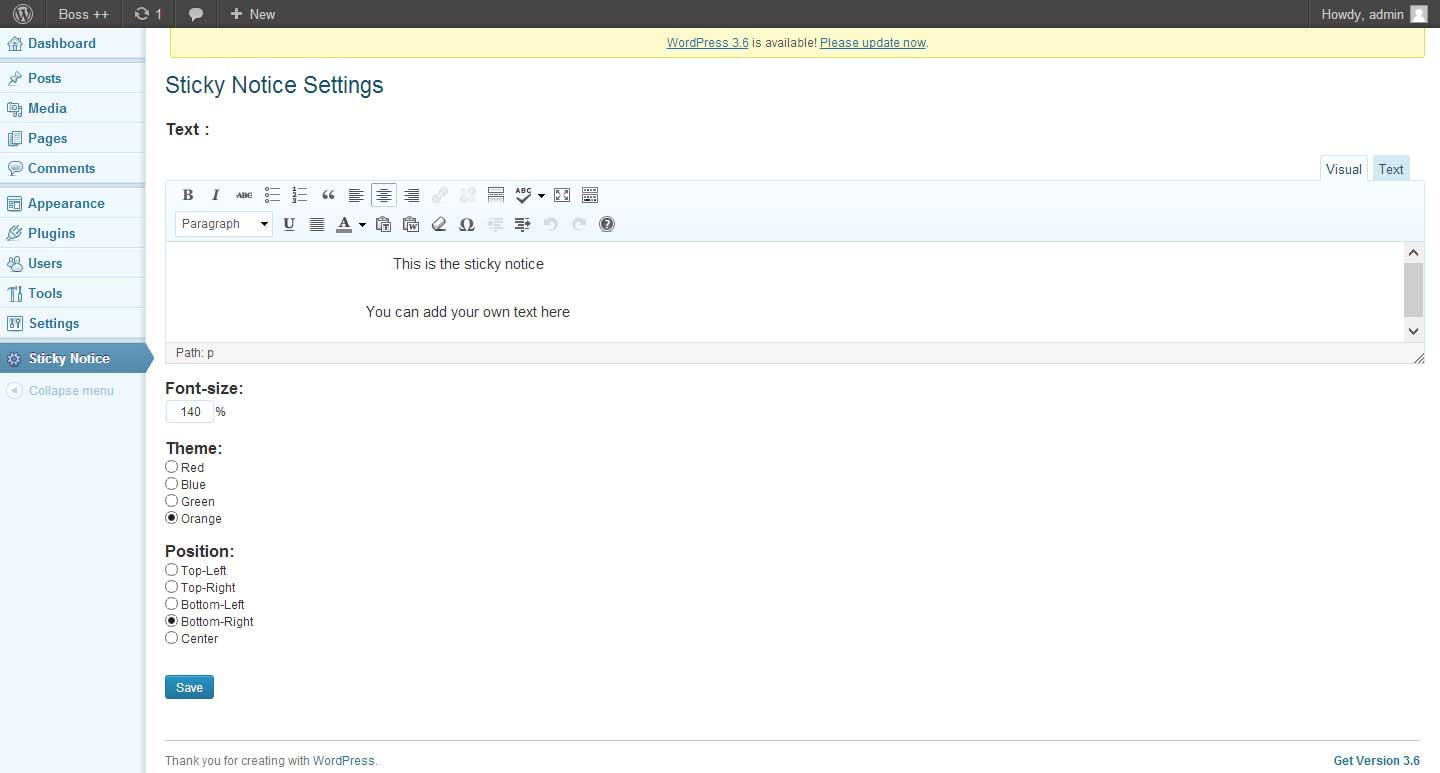 Boss ++ 1 New Howdy, admin
WordPress 3.6 is available! Please update now.
Dashboard
Posts
Media
Pages
Comments
Appearance
Plugins
Users
Tools
Settings
Sticky Notice
Collapse menu
Sticky Notice Settings
Text :
Visual Text
B I ABC ABC
Paragraph U A
This is the sticky notice
You can add your own text here
Path: p
Font-size:
140 %
Theme:
Red
Blue
Green
Orange
Position:
Top-Left
Top-Right
Bottom-Left
Bottom-Right
Center
Save
Thank you for creating with WordPress. Get Version 3.6